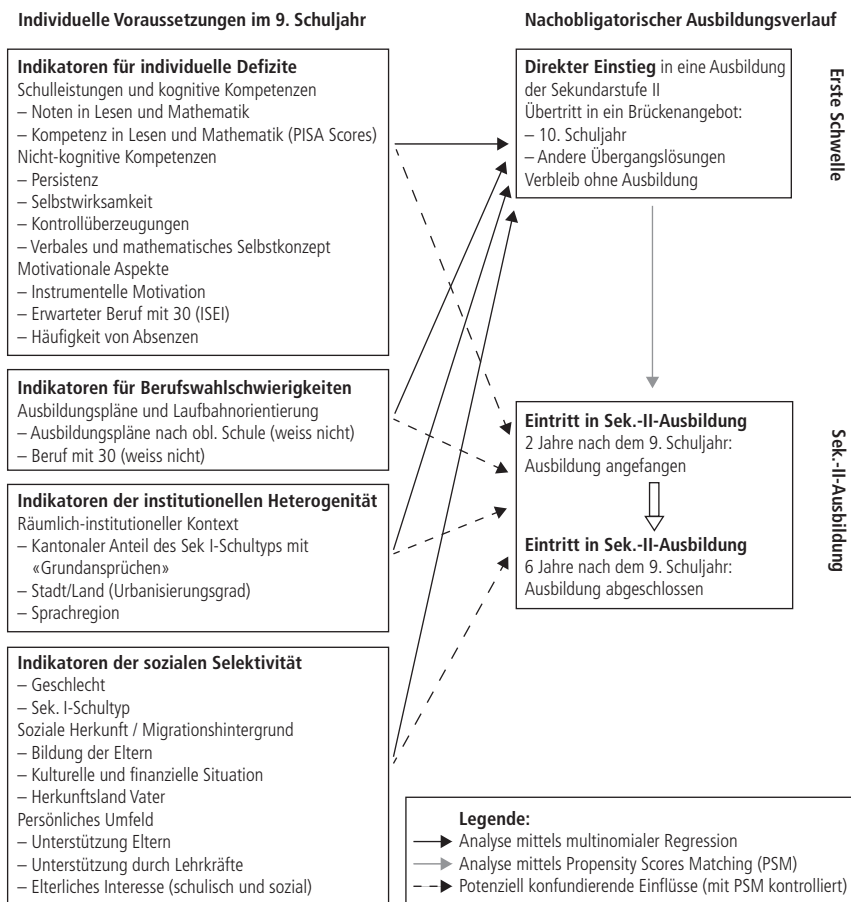 Individuelle Voraussetzungen im 9. Schuljahr
Nachobligatorischer Ausbildungsverlauf
Indikatoren für individuelle Defizite
Schulleistungen und kognitive Kompetenzen
– Noten in Lesen und Mathematik
– Kompetenz in Lesen und Mathematik (PISA Scores)
Nicht-kognitive Kompetenzen
– Persistenz
– Selbstwirksamkeit
– Kontrollüberzeugungen
– Verbales und mathematisches Selbstkonzept
Motivationale Aspekte
– Instrumentelle Motivation
– Erwarteter Beruf mit 30 (ISEI)
– Häufigkeit von Absenzen
Indikatoren für Berufswahlschwierigkeiten
Ausbildungspläne und Laufbahnorientierung
– Ausbildungspläne nach obl. Schule (weiss nicht)
– Beruf mit 30 (weiss nicht)
Indikatoren der institutionellen Heterogenität
Räumlich-institutioneller Kontext
– Kantonaler Anteil des Sek I-Schultyps mit
«Grundansprüchen»
– Stadt/Land (Urbanisierungsgrad)
– Sprachregion
Indikatoren der sozialen Selektivität
– Geschlecht
– Sek. I-Schultyp
Soziale Herkunft / Migrationshintergrund
– Bildung der Eltern
– Kulturelle und finanzielle Situation
– Herkunftsland Vater
Persönliches Umfeld
– Unterstützung Eltern
– Unterstützung durch Lehrkräfte
– Elterliches Interesse (schulisch und sozial)
Direkter Einstieg in eine Ausbildung
der Sekundarstufe II
Übertritt in ein Brückenangebot:
– 10. Schuljahr
– Andere Übergangslösungen
Verbleib ohne Ausbildung
Erste Schwelle
Eintritt in Sek.-II-Ausbildung
2 Jahre nach dem 9. Schuljahr:
Ausbildung angefangen
Eintritt in Sek.-II-Ausbildung
6 Jahre nach dem 9. Schuljahr:
Ausbildung abgeschlossen
Sek.-II-Ausbildung
Legende:
Analyse mittels multinomialer Regression
Analyse mittels Propensity Scores Matching (PSM)
Potenziell konfundierende Einflüsse (mit PSM kontrolliert)